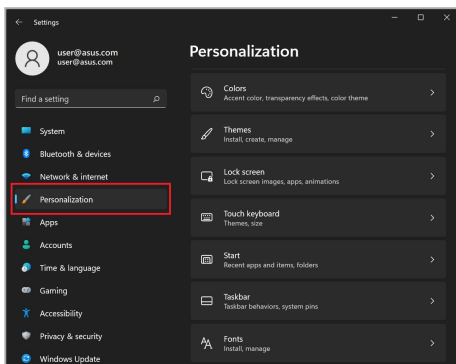 Settings
user@asus.com
user@asus.com
Find a setting
System
Bluetooth & devices
Network & internet
Personalization
Apps
Accounts
Time & language
Gaming
Accessibility
Privacy & security
Windows Update
Personalization
Colors
Accent color, transparency effects, color theme
Themes
Install, create, manage
Lock screen
Lock screen images, apps, animations
Touch keyboard
Themes, size
Start
Recent apps and items, folders
Taskbar
Taskbar behaviors, system pins
Fonts
Install, manage